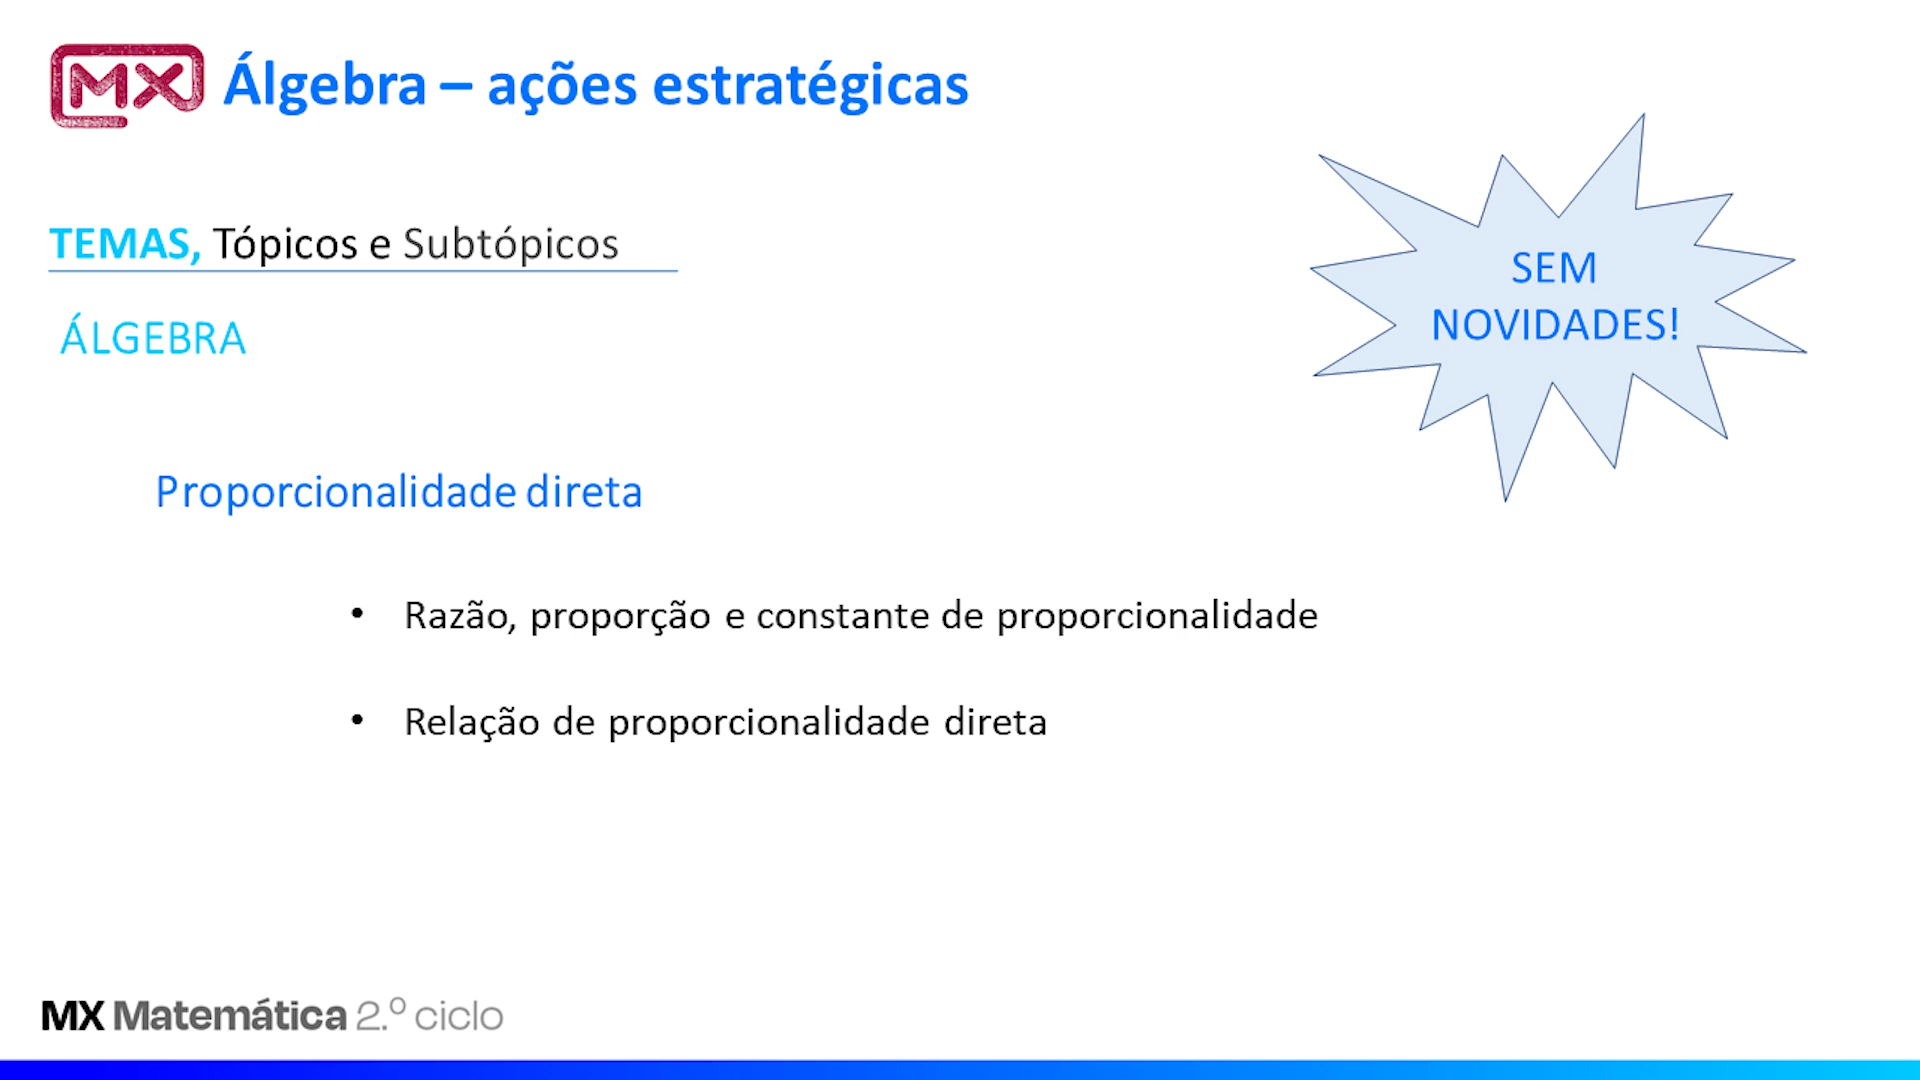 MX Álgebra – ações estratégicas
TEMAS, Tópicos e Subtópicos
ÁLGEBRA
SEM
NOVIDADES!
Proporcionalidade direta
• Razão, proporção e constante de proporcionalidade
• Relação de proporcionalidade direta
MX Matemática 2.º ciclo